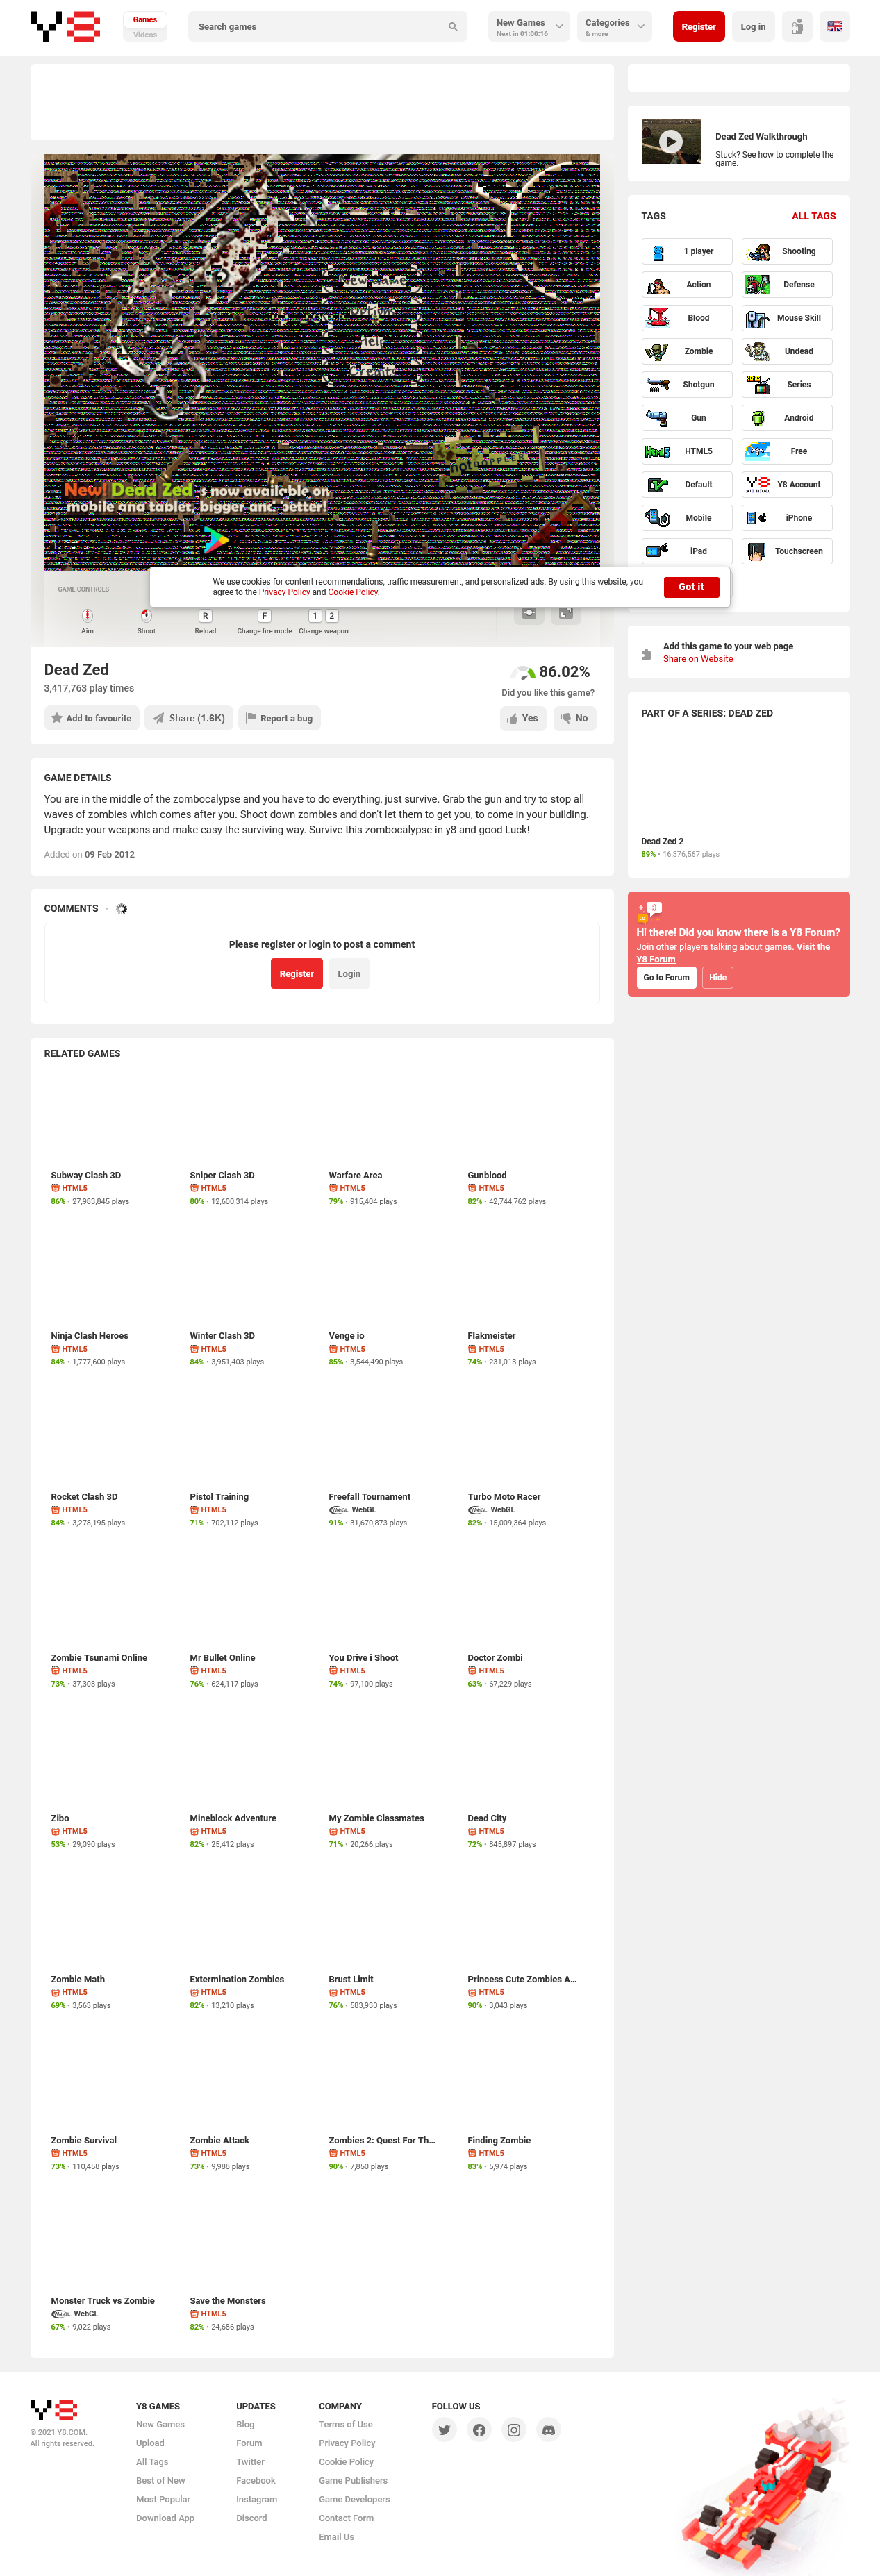 Y8
Games
Videos
Search games
New Games
Next in 01:00:16
Categories
& more
Register
Log in
Dead Zed Walkthrough
Stuck? See how to complete the
game.
TAGS
ALL TAGS
1 player
Shooting
Action
Defense
Blood
Mouse Skill
Zombie
Undead
Shotgun
Series
Gun
Android
HTML5
Free
Default
Y8 Account
Mobile
iPhone
iPad
Touchscreen
New! Dead Zed is now available on
mobile and tablet, bigger and better!
We use cookies for content recommendations, traffic measurement, and personalized ads. By using this website, you
agree to the Privacy Policy and Cookie Policy.
Got it
GAME CONTROLS
R
F
1
2
Aim
Shoot
Reload
Change fire mode
Change weapon
Add this game to your web page
Share on Website
Dead Zed
3,417,763 play times
86.02%
Did you like this game?
Add to favourite
Share (1.6K)
Report a bug
Yes
No
PART OF A SERIES: DEAD ZED
Dead Zed 2
89% • 16,376,567 plays
GAME DETAILS
You are in the middle of the zombocalypse and you have to do everything, just survive. Grab the gun and try to stop all
waves of zombies which comes after you. Shoot down zombies and don't let them to get you, to come in your building.
Upgrade your weapons and make easy the surviving way. Survive this zombocalypse in y8 and good Luck!
Added on 09 Feb 2012
COMMENTS
Please register or login to post a comment
Register
Login
Hi there! Did you know there is a Y8 Forum?
Join other players talking about games. Visit the
Y8 Forum
Go to Forum
Hide
RELATED GAMES
Subway Clash 3D
HTML5
86% • 27,983,845 plays
Sniper Clash 3D
HTML5
80% • 12,600,314 plays
Warfare Area
HTML5
79% • 915,404 plays
Gunblood
HTML5
82% • 42,744,762 plays
Ninja Clash Heroes
HTML5
84% • 1,777,600 plays
Winter Clash 3D
HTML5
84% • 3,951,403 plays
Venge io
HTML5
85% • 3,544,490 plays
Flakmeister
HTML5
74% • 231,013 plays
Rocket Clash 3D
HTML5
84% • 3,278,195 plays
Pistol Training
HTML5
71% • 702,112 plays
Freefall Tournament
WebGL
91% • 31,670,873 plays
Turbo Moto Racer
WebGL
82% • 15,009,364 plays
Zombie Tsunami Online
HTML5
73% • 37,303 plays
Mr Bullet Online
HTML5
76% • 624,117 plays
You Drive i Shoot
HTML5
74% • 97,100 plays
Doctor Zombi
HTML5
63% • 67,229 plays
Zibo
HTML5
53% • 29,090 plays
Mineblock Adventure
HTML5
82% • 25,412 plays
My Zombie Classmates
HTML5
71% • 20,266 plays
Dead City
HTML5
72% • 845,897 plays
Zombie Math
HTML5
69% • 3,563 plays
Extermination Zombies
HTML5
82% • 13,210 plays
Brust Limit
HTML5
76% • 583,930 plays
Princess Cute Zombies A...
HTML5
90% • 3,043 plays
Zombie Survival
HTML5
73% • 110,458 plays
Zombie Attack
HTML5
73% • 9,988 plays
Zombies 2: Quest For Th...
HTML5
90% • 7,850 plays
Finding Zombie
HTML5
83% • 5,974 plays
Monster Truck vs Zombie
WebGL
67% • 9,022 plays
Save the Monsters
HTML5
82% • 24,686 plays
Y8
© 2021 Y8.COM.
All rights reserved.
Y8 GAMES
New Games
Upload
All Tags
Best of New
Most Popular
Download App
UPDATES
Blog
Forum
Twitter
Facebook
Instagram
Discord
COMPANY
Terms of Use
Privacy Policy
Cookie Policy
Game Publishers
Game Developers
Contact Form
Email Us
FOLLOW US